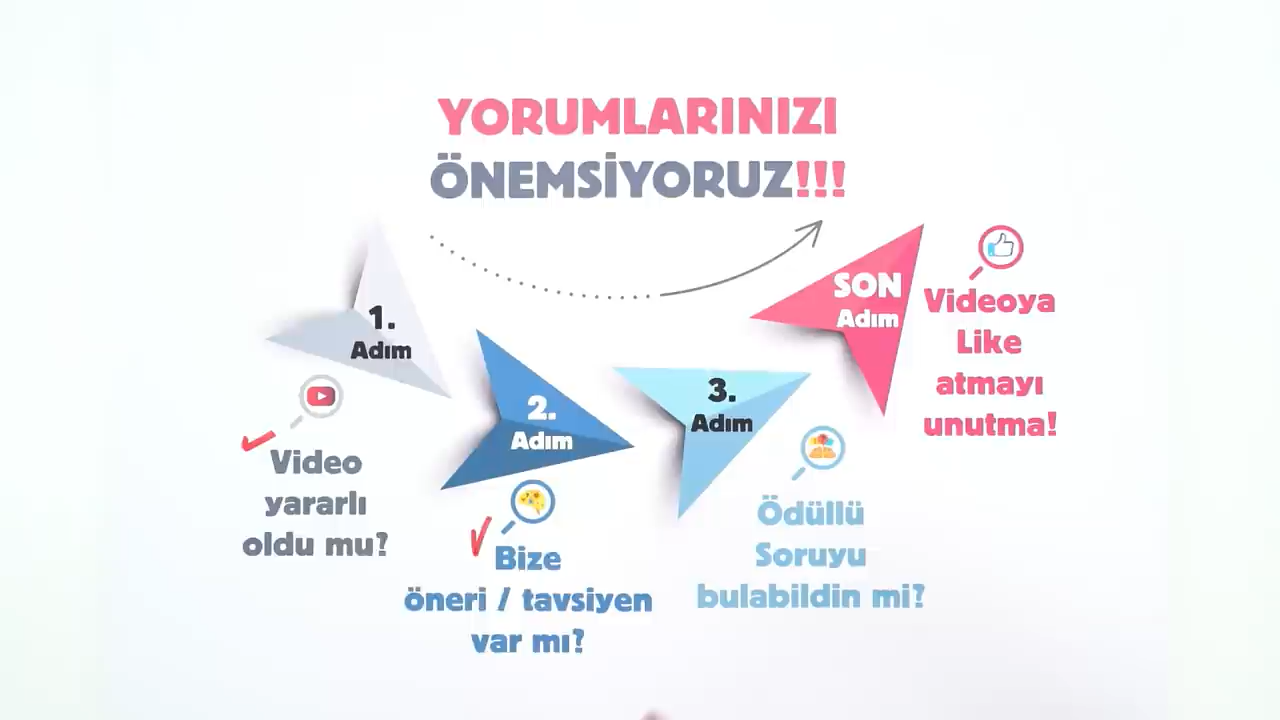 YORUMLARINIZI
ÖNEMSİYORUZ!!!
1.
Adım
Video
yararlı
oldu mu?
2.
Adım
Bize
öneri / tavsiyen
var mı?
3.
Adım
Ödüllü
Soruyu
bulabildin mi?
SON
Adım
Videoya
Like
atmayı
unutma!